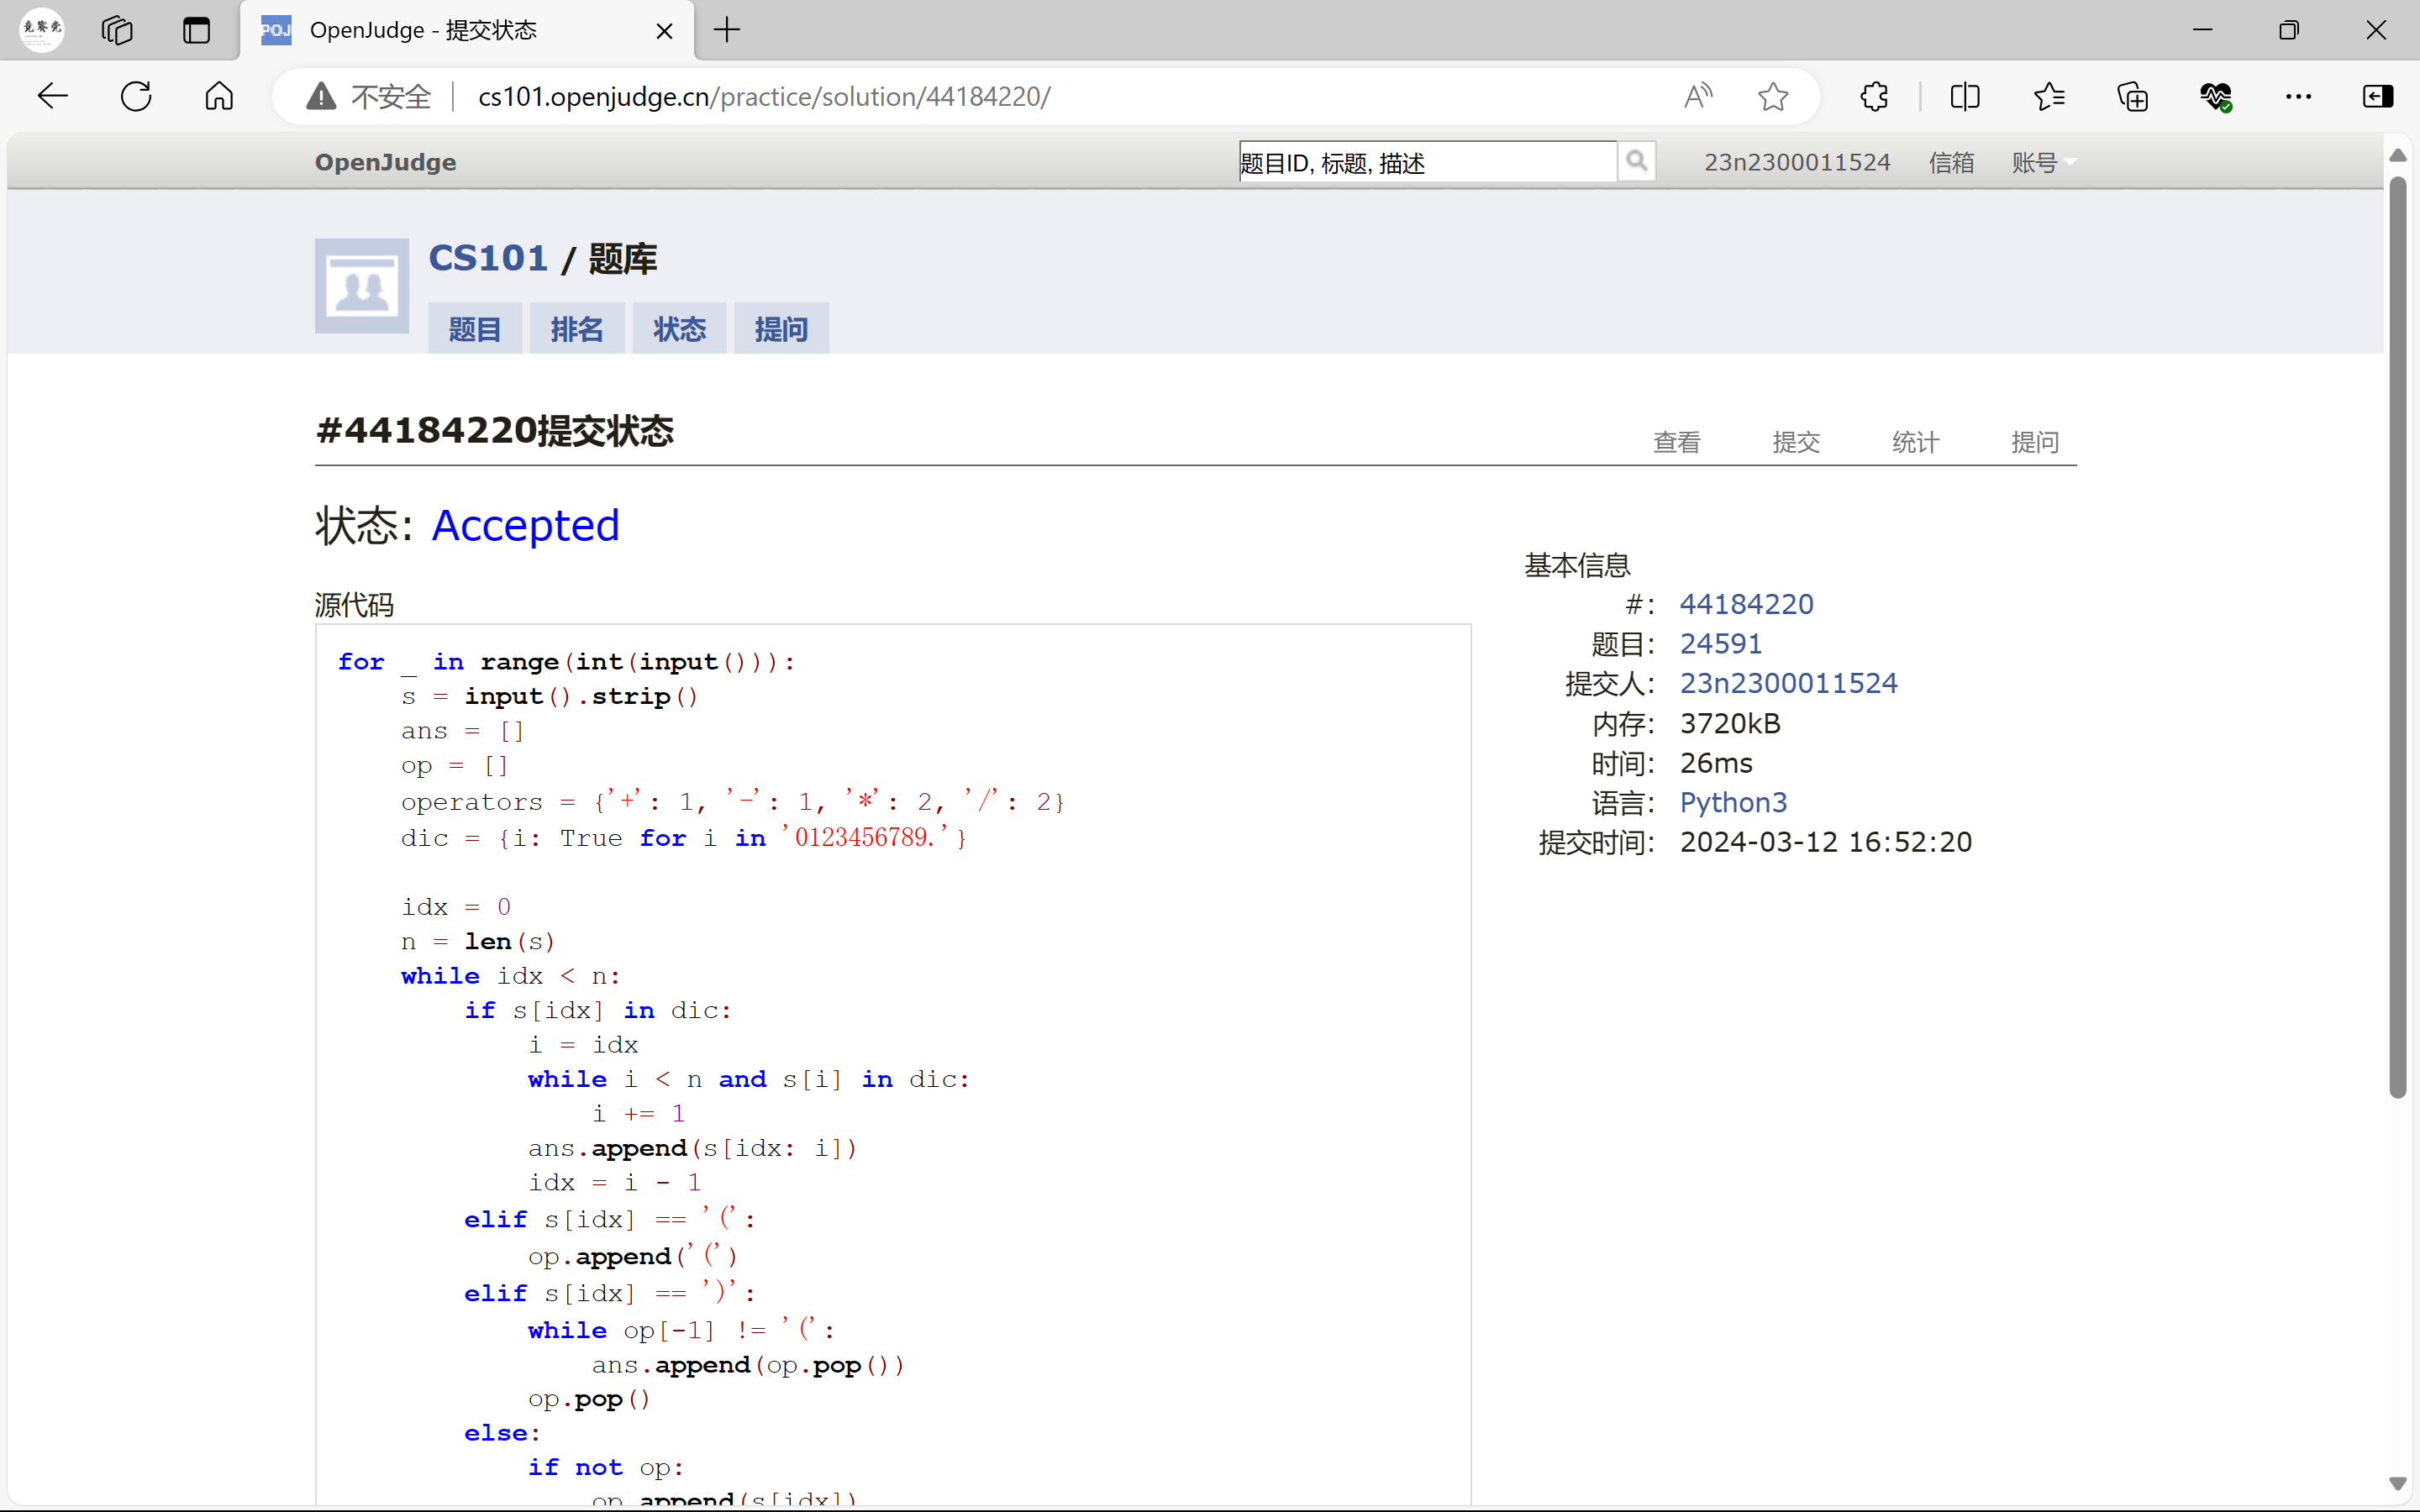 竞赛党
POJ
OpenJudge - 提交状态
不安全
cs101.openjudge.cn/practice/solution/44184220/
OpenJudge
题目ID, 标题, 描述
23n2300011524
信箱
账号
CS101 / 题库
题目
排名
状态
提问
#44184220提交状态
查看
提交
统计
提问
状态: Accepted
基本信息
#: 44184220
题目: 24591
提交人: 23n2300011524
内存: 3720kB
时间: 26ms
语言: Python3
提交时间: 2024-03-12 16:52:20
源代码
for _ in range(int(input())):
    s = input().strip()
    ans = []
    op = []
    operators = {'+': 1, '-': 1, '*': 2, '/': 2}
    dic = {i: True for i in '0123456789.'}
    idx = 0
    n = len(s)
    while idx < n:
        if s[idx] in dic:
            i = idx
            while i < n and s[i] in dic:
                i += 1
            ans.append(s[idx: i])
            idx = i - 1
        elif s[idx] == '(':
            op.append('(')
        elif s[idx] == ')':
            while op[-1] != '(':
                ans.append(op.pop())
            op.pop()
        else:
            if not op:
                op.append(s[idx])